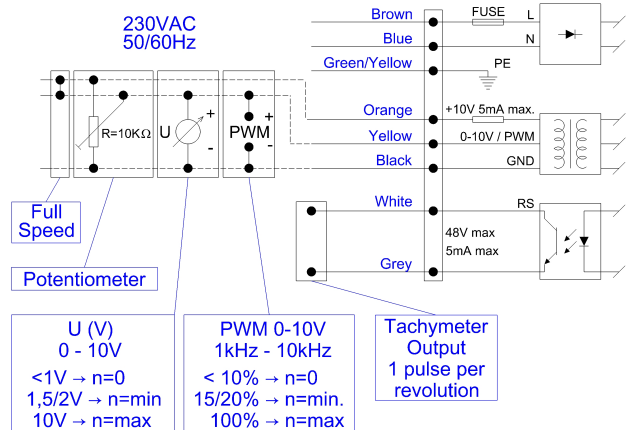 230VAC
50/60Hz
Brown
FUSE
L
Blue
N
Green/Yellow
PE
Orange
+10V 5mA max.
Yellow
0-10V / PWM
Black
GND
R=10KΩ
U
+
-
PWM
+
-
White
RS
48V max
5mA max
Grey
Full
Speed
Potentiometer
U (V)
0 - 10V
<1V → n=0
1,5/2V → n=min
10V → n=max
PWM 0-10V
1kHz - 10kHz
< 10% → n=0
15/20% → n=min.
100% → n=max
Tachymeter
Output
1 pulse per
revolution